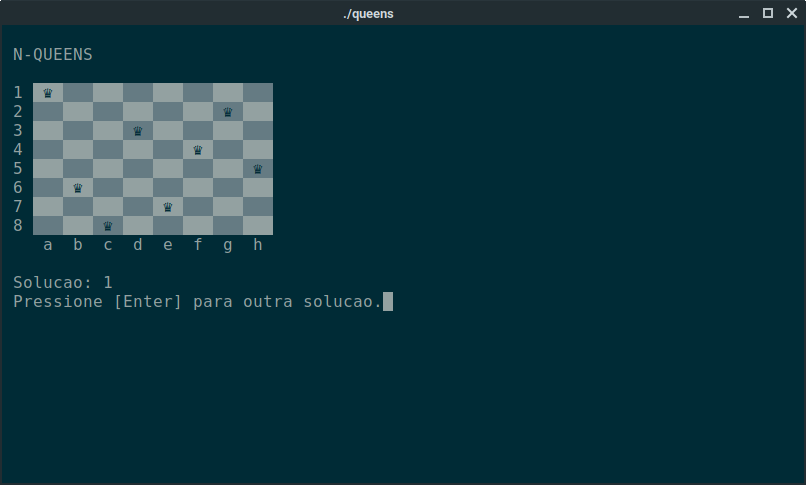 ./queens
N-QUEENS
1 ♛
2 ♛
3 ♛
4 ♛
5 ♛
6 ♛
7 ♛
8 ♛
a b c d e f g h
Solucao: 1
Pressione [Enter] para outra solucao.